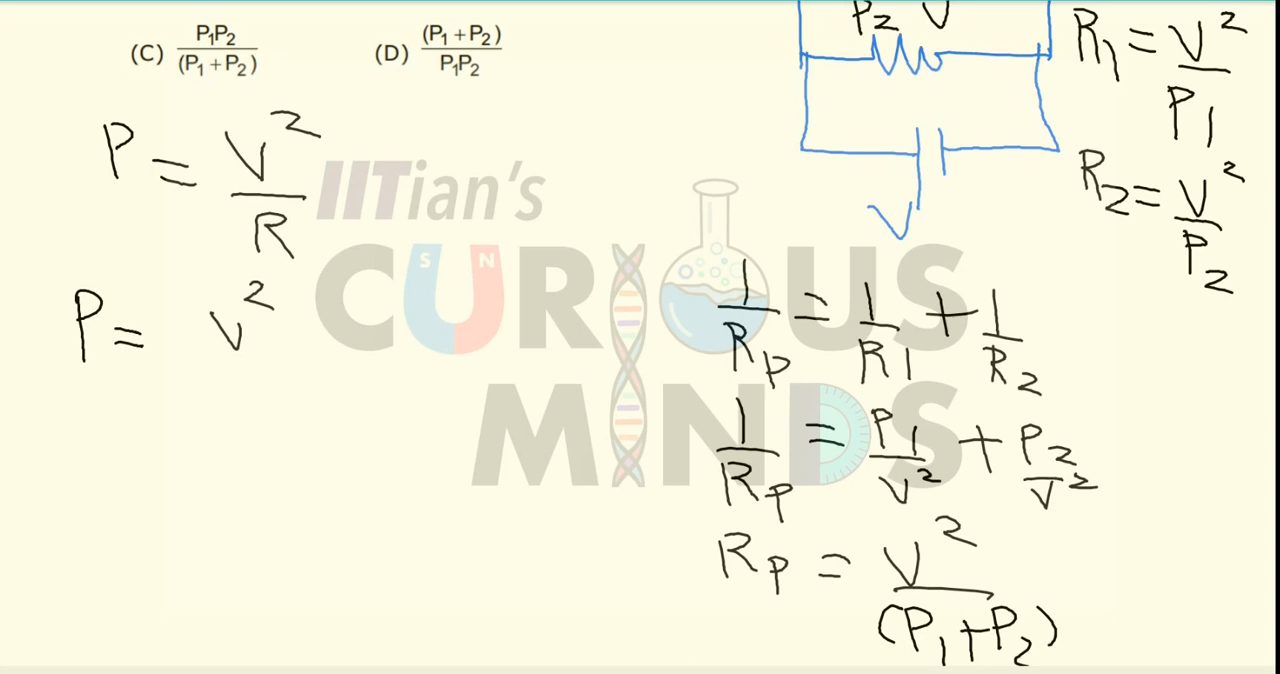 P₂ V
R₁ = V²/P₁
(C) P₁P₂/(P₁ + P₂) (D) (P₁ + P₂)/P₁P₂
P = V²/R
R₂ = V²/P₂
V
IITian's
CURIOUS
S N
MINDS
P = V²
1/Rₚ = 1/R₁ + 1/R₂
1/Rₚ = P₁/V² + P₂/V²
Rₚ = V²/(P₁+P₂)